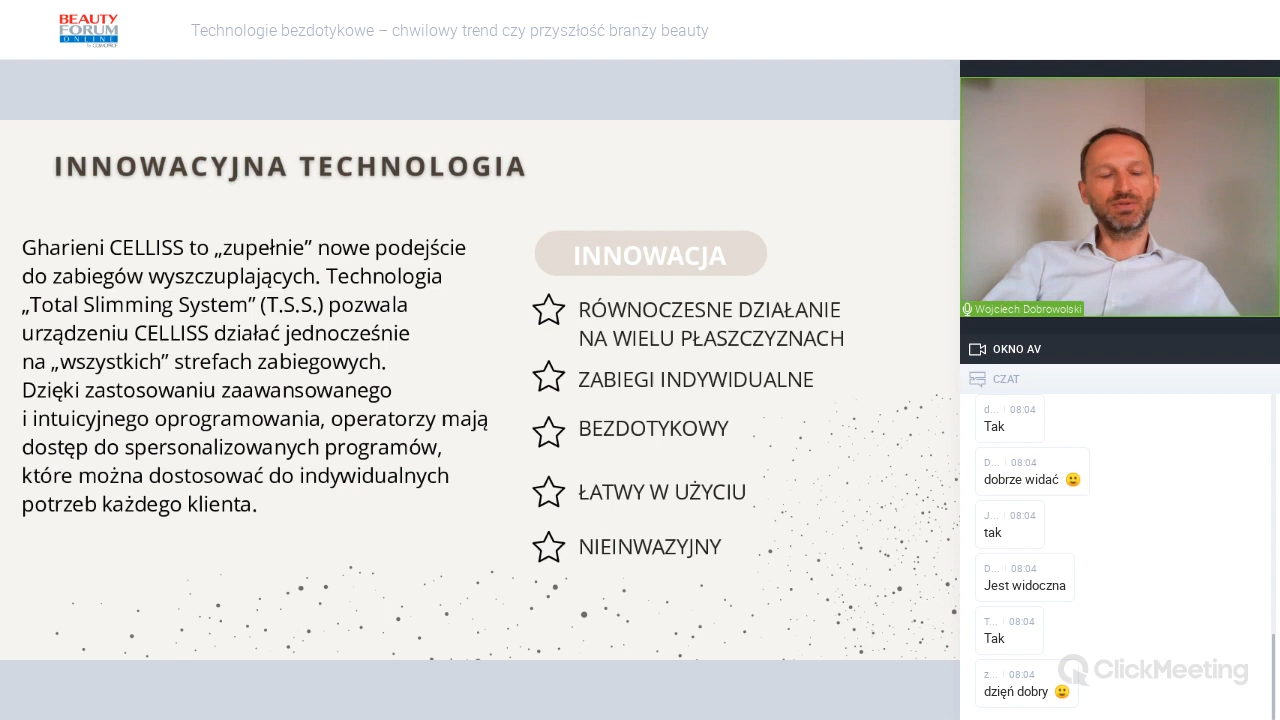 BEAUTY
FORUM
ONLINE
by COSMOPROF
Technologie bezdotykowe – chwilowy trend czy przyszłość branży beauty
INNOWACYJNA TECHNOLOGIA
Gharieni CELLISS to „zupełnie” nowe podejście
do zabiegów wyszczuplających. Technologia
„Total Slimming System” (T.S.S.) pozwala
urządzeniu CELLISS działać jednocześnie
na „wszystkich” strefach zabiegowych.
Dzięki zastosowaniu zaawansowanego
i intuicyjnego oprogramowania, operatorzy mają
dostęp do spersonalizowanych programów,
które można dostosować do indywidualnych
potrzeb każdego klienta.
INNOWACJA
RÓWNOCZESNE DZIAŁANIE
NA WIELU PŁASZCZYZNACH
ZABIEGI INDYWIDUALNE
BEZDOTYKOWY
ŁATWY W UŻYCIU
NIEINWAZYJNY
Wojciech Dobrowolski
OKNO AV
CZAT
d... 08:04
Tak
D... 08:04
dobrze widać 🙂
J... 08:04
tak
D... 08:04
Jest widoczna
T... 08:04
Tak
z... 08:04
dzięń dobry 🙂
ClickMeeting